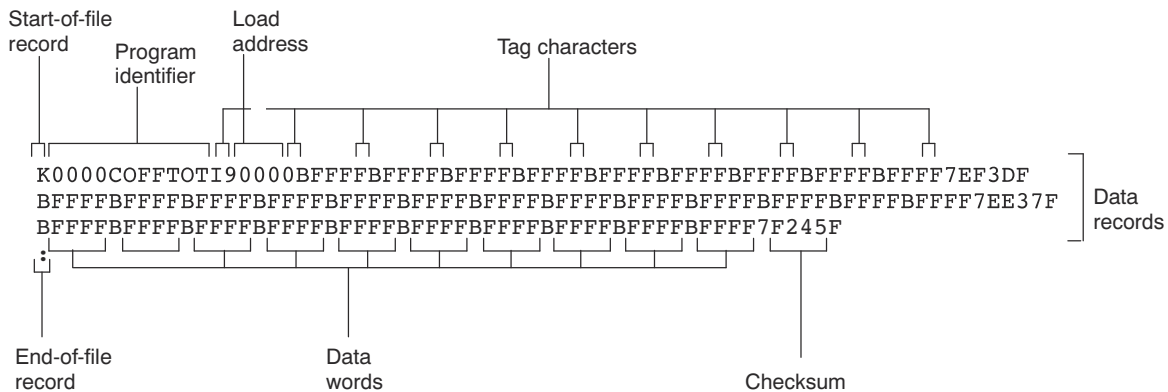 Start-of-file
record
Program
identifier
Load
address
Tag characters
K0000COFFTOTI90000BFFFFBFFFFBFFFFBFFFFBFFFFBFFFFBFFFFBFFFFBFFFF7EF3DF
BFFFFBFFFFBFFFFBFFFFBFFFFBFFFFBFFFFBFFFFBFFFFBFFFFBFFFFBFFFFBFFFF7EE37F
BFFFFBFFFFBFFFFBFFFFBFFFFBFFFFBFFFFBFFFFBFFFFBFFFF7F245F
:
Data
records
End-of-file
record
Data
words
Checksum